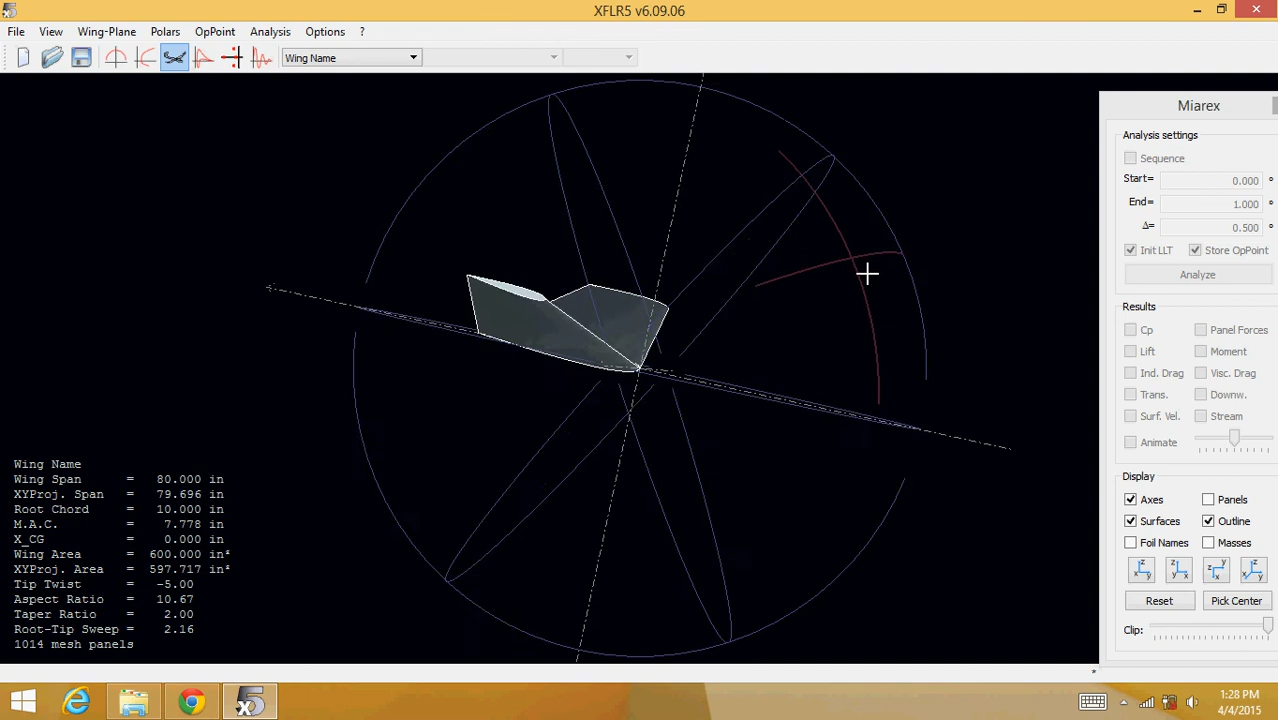 XFLR5 v6.09.06
File View Wing-Plane Polars OpPoint Analysis Options ?
Wing Name
Miarex
Analysis settings
Sequence
Start= 0.000 °
End= 1.000 °
Δ= 0.500 °
Init LLT Store OpPoint
Analyze
Results
Cp Panel Forces
Lift Moment
Ind. Drag Visc. Drag
Trans. Downw.
Surf. Vel. Stream
Animate
Display
Axes Panels
Surfaces Outline
Foil Names Masses
Reset Pick Center
Clip:
Wing Name
Wing Span = 80.000 in
XYProj. Span = 79.696 in
Root Chord = 10.000 in
M.A.C. = 7.778 in
X_CG = 0.000 in
Wing Area = 600.000 in²
XYProj. Area = 597.717 in²
Tip Twist = -5.00
Aspect Ratio = 10.67
Taper Ratio = 2.00
Root-Tip Sweep = 2.16
1014 mesh panels
1:28 PM
4/4/2015